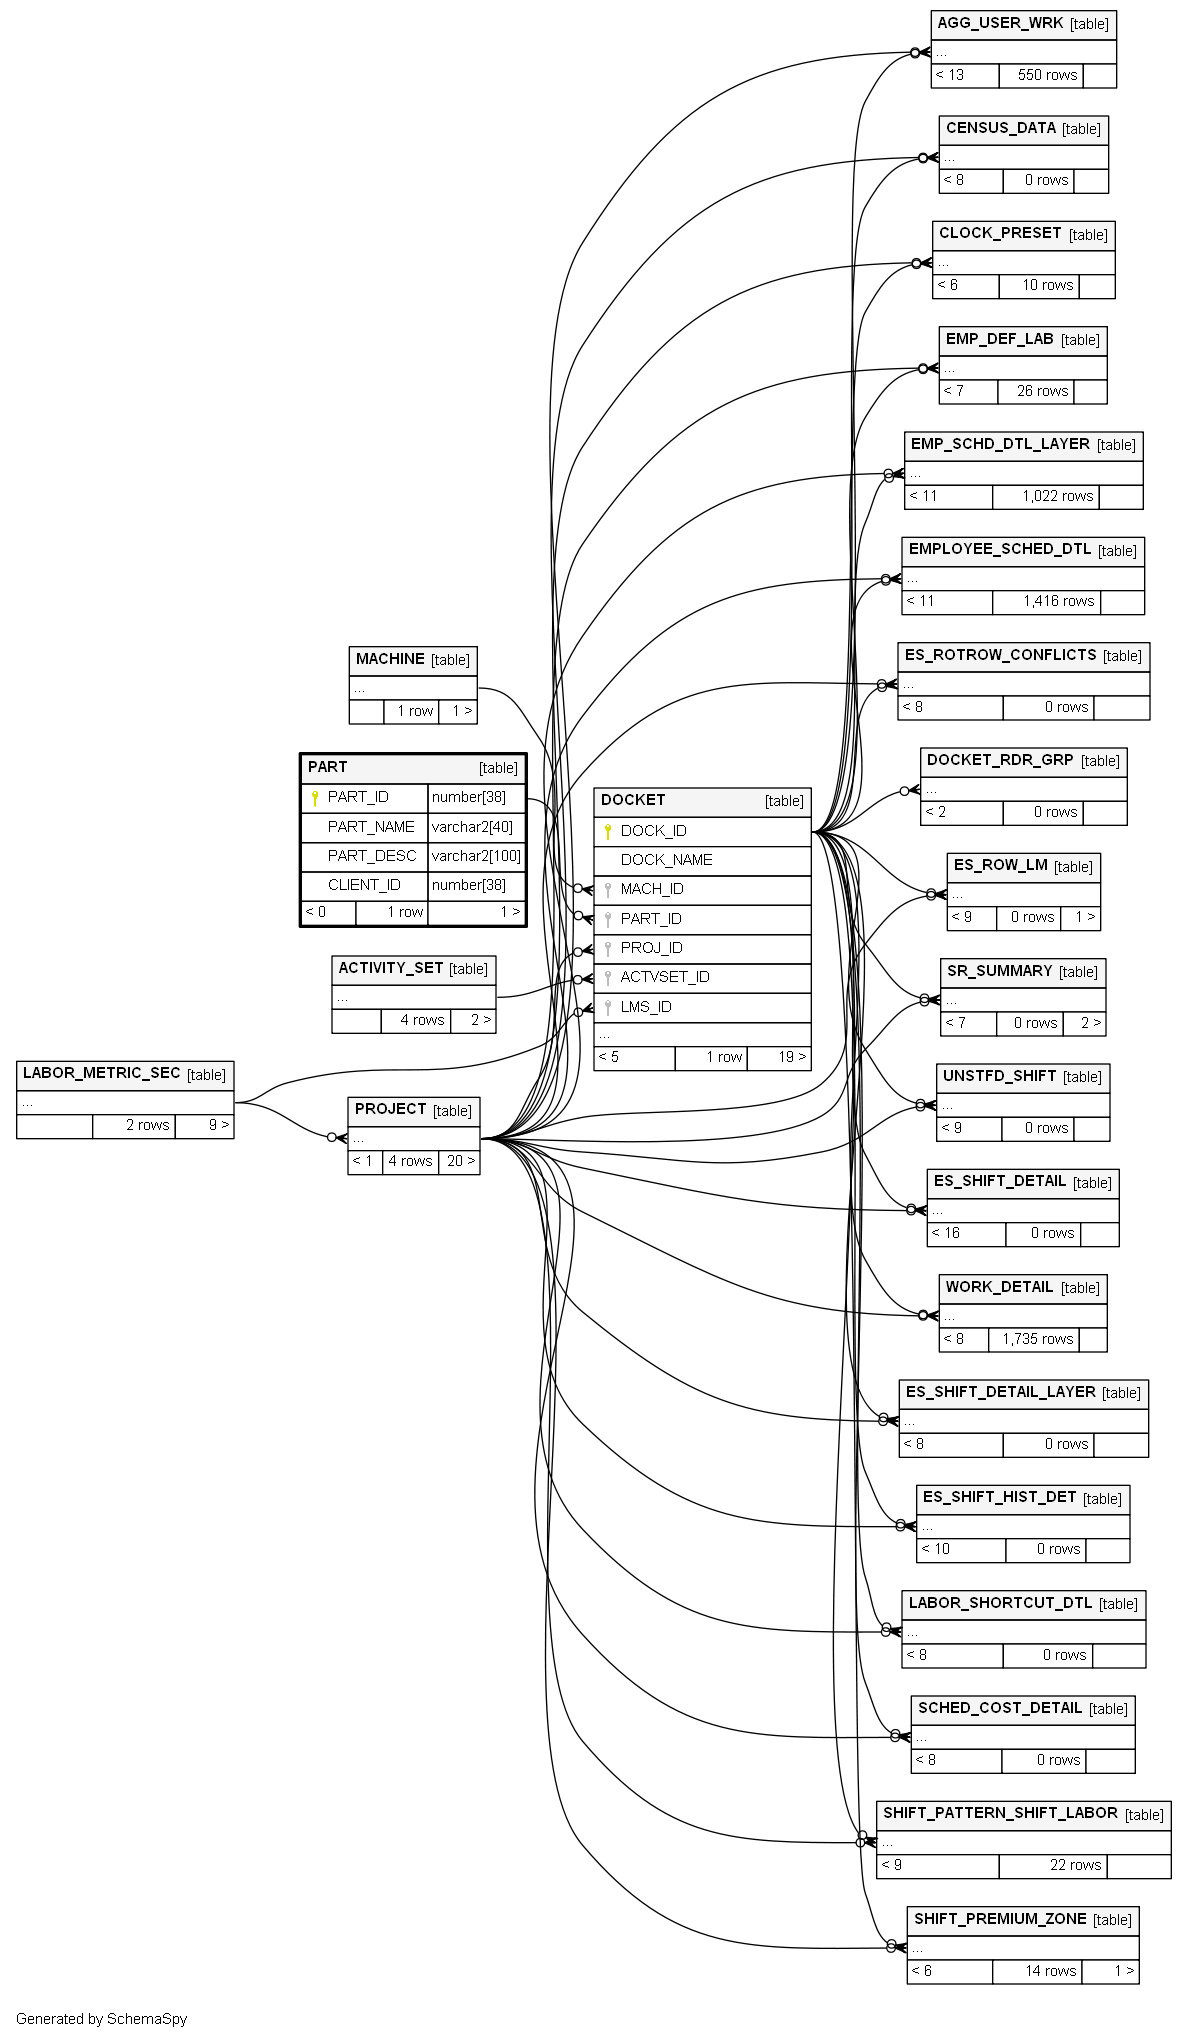 AGG_USER_WRK [table]
...
< 13 550 rows
CENSUS_DATA [table]
...
< 8 0 rows
CLOCK_PRESET [table]
...
< 6 10 rows
EMP_DEF_LAB [table]
...
< 7 26 rows
EMP_SCHD_DTL_LAYER [table]
...
< 11 1,022 rows
EMPLOYEE_SCHED_DTL [table]
...
< 11 1,416 rows
ES_ROTROW_CONFLICTS [table]
...
< 8 0 rows
MACHINE [table]
...
1 row 1 >
PART [table]
PART_ID number[38]
PART_NAME varchar2[40]
PART_DESC varchar2[100]
CLIENT_ID number[38]
< 0 1 row 1 >
ACTIVITY_SET [table]
...
4 rows 2 >
LABOR_METRIC_SEC [table]
...
2 rows 9 >
PROJECT [table]
...
< 1 4 rows 20 >
DOCKET [table]
DOCK_ID
DOCK_NAME
MACH_ID
PART_ID
PROJ_ID
ACTVSET_ID
LMS_ID
...
< 5 1 row 19 >
DOCKET_RDR_GRP [table]
...
< 2 0 rows
ES_ROW_LM [table]
...
< 9 0 rows 1 >
SR_SUMMARY [table]
...
< 7 0 rows 2 >
UNSTFD_SHIFT [table]
...
< 9 0 rows
ES_SHIFT_DETAIL [table]
...
< 16 0 rows
WORK_DETAIL [table]
...
< 8 1,735 rows
ES_SHIFT_DETAIL_LAYER [table]
...
< 8 0 rows
ES_SHIFT_HIST_DET [table]
...
< 10 0 rows
LABOR_SHORTCUT_DTL [table]
...
< 8 0 rows
SCHED_COST_DETAIL [table]
...
< 8 0 rows
SHIFT_PATTERN_SHIFT_LABOR [table]
...
< 9 22 rows
SHIFT_PREMIUM_ZONE [table]
...
< 6 14 rows 1 >
Generated by SchemaSpy